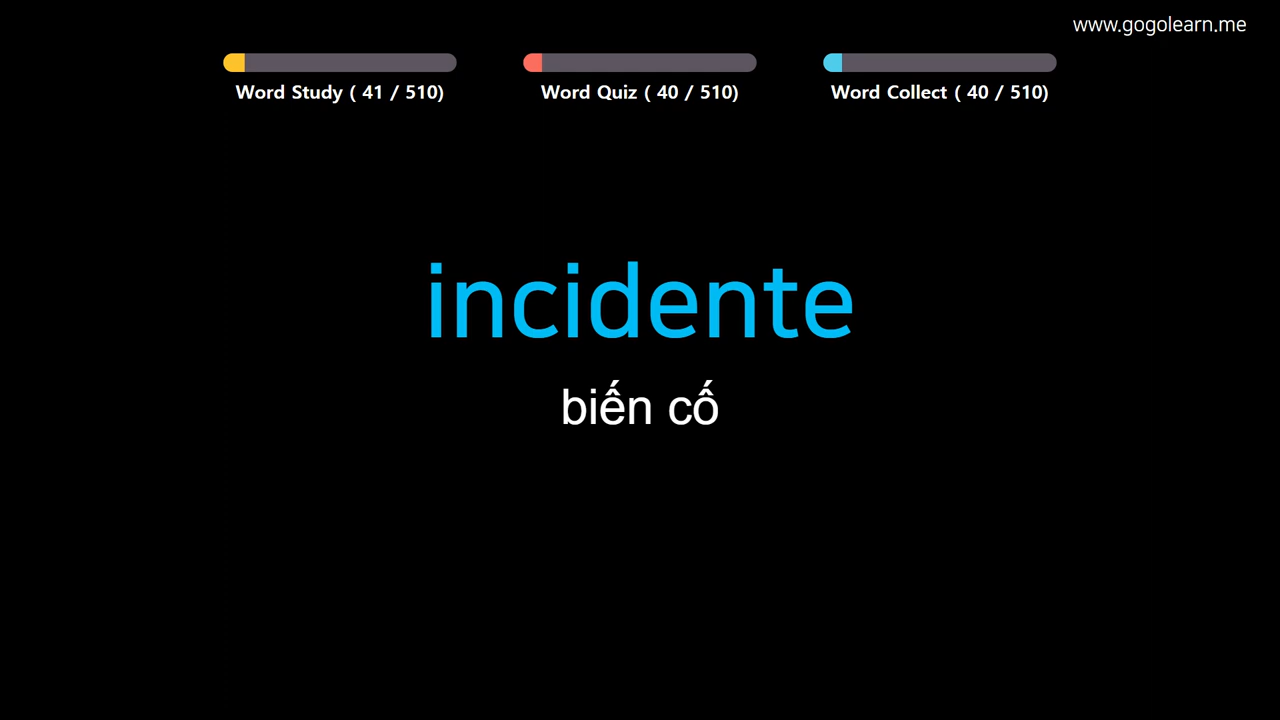 www.gogolearn.me
Word Study ( 41 / 510)
Word Quiz ( 40 / 510)
Word Collect ( 40 / 510)
incidente
biến cố